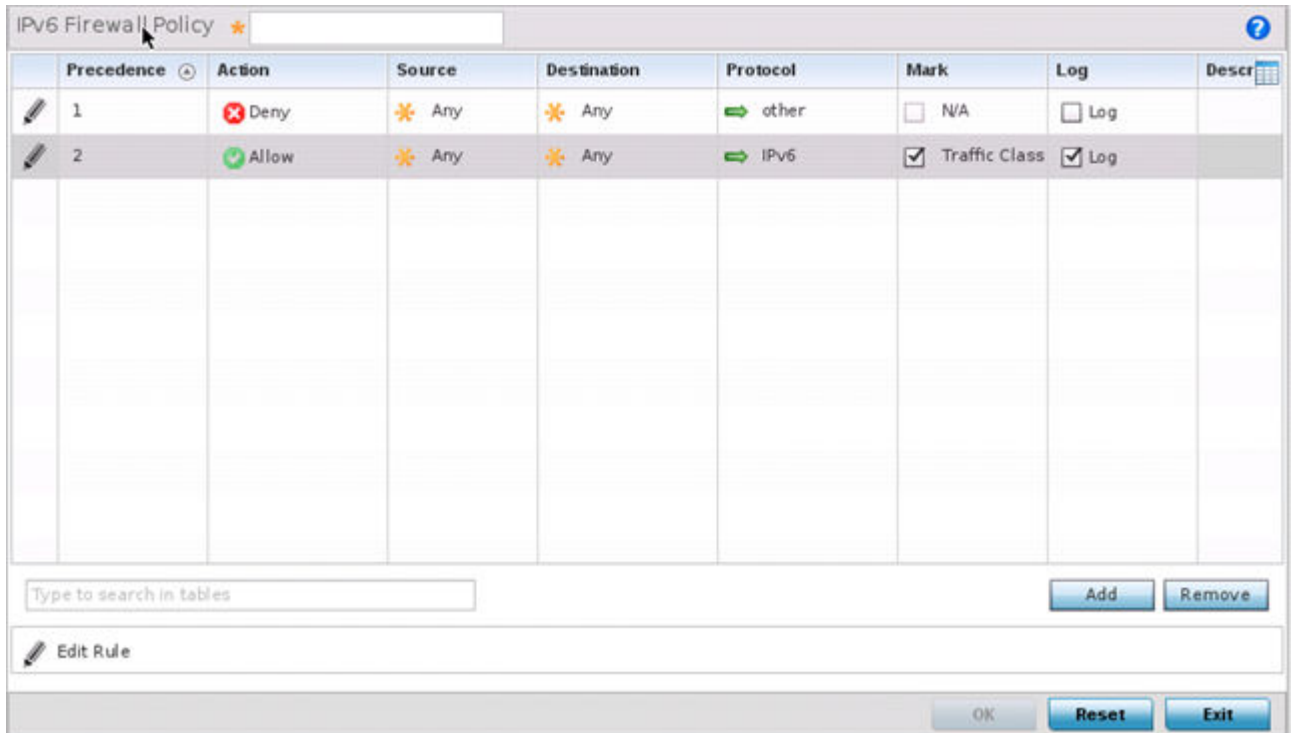 IPv6 Firewall Policy
Precedence Action Source Destination Protocol Mark Log Descr
1 Deny Any Any other N/A Log
2 Allow Any Any IPv6 Traffic Class Log
Type to search in tables Add Remove
Edit Rule
OK Reset Exit